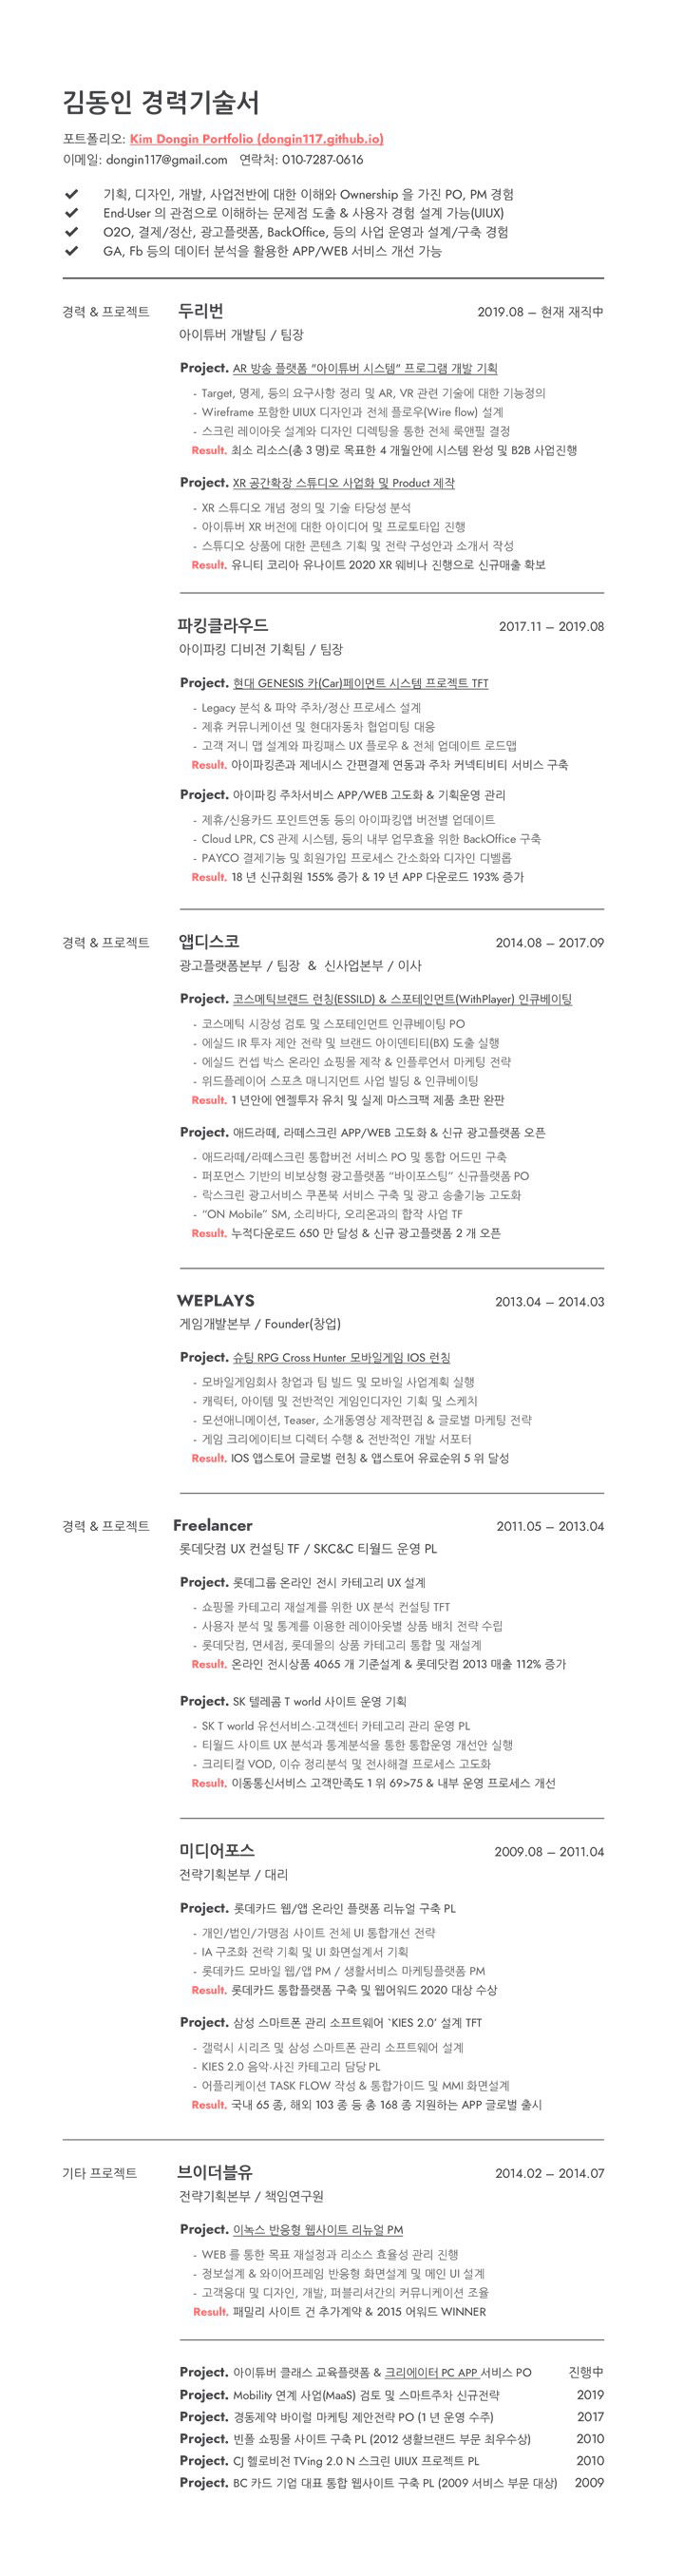 김동인 경력기술서
포트폴리오: Kim Dongin Portfolio (dongin117.github.io)
이메일: dongin117@gmail.com 연락처: 010-7287-0616
✔ 기획, 디자인, 개발, 사업전반에 대한 이해와 Ownership 을 가진 PO, PM 경험
✔ End-User 의 관점으로 이해하는 문제점 도출 & 사용자 경험 설계 가능(UIUX)
✔ O2O, 결제/정산, 광고플랫폼, BackOffice, 등의 사업 운영과 설계/구축 경험
✔ GA, Fb 등의 데이터 분석을 활용한 APP/WEB 서비스 개선 가능
경력 & 프로젝트 두리번 2019.08 – 현재 재직中
아이튜버 개발팀 / 팀장
Project. AR 방송 플랫폼 "아이튜버 시스템" 프로그램 개발 기획
- Target, 명제, 등의 요구사항 정리 및 AR, VR 관련 기술에 대한 기능정의
- Wireframe 포함한 UIUX 디자인과 전체 플로우(Wire flow) 설계
- 스크린 레이아웃 설계와 디자인 디렉팅을 통한 전체 룩앤필 결정
Result. 최소 리소스(총 3 명)로 목표한 4 개월안에 시스템 완성 및 B2B 사업진행
Project. XR 공간확장 스튜디오 사업화 및 Product 제작
- XR 스튜디오 개념 정의 및 기술 타당성 분석
- 아이튜버 XR 버전에 대한 아이디어 및 프로토타입 진행
- 스튜디오 상품에 대한 콘텐츠 기획 및 전략 구성안과 소개서 작성
Result. 유니티 코리아 유나이트 2020 XR 웨비나 진행으로 신규매출 확보
파킹클라우드 2017.11 – 2019.08
아이파킹 디비전 기획팀 / 팀장
Project. 현대 GENESIS 카(Car)페이먼트 시스템 프로젝트 TFT
- Legacy 분석 & 파악 주차/정산 프로세스 설계
- 제휴 커뮤니케이션 및 현대자동차 협업미팅 대응
- 고객 저니 맵 설계와 파킹패스 UX 플로우 & 전체 업데이트 로드맵
Result. 아이파킹존과 제네시스 간편결제 연동과 주차 커넥티비티 서비스 구축
Project. 아이파킹 주차서비스 APP/WEB 고도화 & 기획운영 관리
- 제휴/신용카드 포인트연동 등의 아이파킹앱 버전별 업데이트
- Cloud LPR, CS 관제 시스템, 등의 내부 업무효율 위한 BackOffice 구축
- PAYCO 결제기능 및 회원가입 프로세스 간소화와 디자인 디벨롭
Result. 18 년 신규회원 155% 증가 & 19 년 APP 다운로드 193% 증가
경력 & 프로젝트 앱디스코 2014.08 – 2017.09
광고플랫폼본부 / 팀장 & 신사업본부 / 이사
Project. 코스메틱브랜드 런칭(ESSILD) & 스포테인먼트(WithPlayer) 인큐베이팅
- 코스메틱 시장성 검토 및 스포테인먼트 인큐베이팅 PO
- 에실드 IR 투자 제안 전략 및 브랜드 아이덴티티(BX) 도출 실행
- 에실드 컨셉 박스 온라인 쇼핑몰 제작 & 인플루언서 마케팅 전략
- 위드플레이어 스포츠 매니지먼트 사업 빌딩 & 인큐베이팅
Result. 1 년안에 엔젤투자 유치 및 실제 마스크팩 제품 초판 완판
Project. 애드라떼, 라떼스크린 APP/WEB 고도화 & 신규 광고플랫폼 오픈
- 애드라떼/라떼스크린 통합버전 서비스 PO 및 통합 어드민 구축
- 퍼포먼스 기반의 비보상형 광고플랫폼 “바이포스팅” 신규플랫폼 PO
- 락스크린 광고서비스 쿠폰북 서비스 구축 및 광고 송출기능 고도화
- “ON Mobile” SM, 소리바다, 오리온과의 합작 사업 TF
Result. 누적다운로드 650 만 달성 & 신규 광고플랫폼 2 개 오픈
WEPLAYS 2013.04 – 2014.03
게임개발본부 / Founder(창업)
Project. 슈팅 RPG Cross Hunter 모바일게임 IOS 런칭
- 모바일게임회사 창업과 팀 빌드 및 모바일 사업계획 실행
- 캐릭터, 아이템 및 전반적인 게임인디자인 기획 및 스케치
- 모션애니메이션, Teaser, 소개동영상 제작편집 & 글로벌 마케팅 전략
- 게임 크리에이티브 디렉터 수행 & 전반적인 개발 서포터
Result. IOS 앱스토어 글로벌 런칭 & 앱스토어 유료순위 5 위 달성
경력 & 프로젝트 Freelancer 2011.05 – 2013.04
롯데닷컴 UX 컨설팅 TF / SKC&C 티월드 운영 PL
Project. 롯데그룹 온라인 전시 카테고리 UX 설계
- 쇼핑몰 카테고리 재설계를 위한 UX 분석 컨설팅 TFT
- 사용자 분석 및 통계를 이용한 레이아웃별 상품 배치 전략 수립
- 롯데닷컴, 면세점, 롯데몰의 상품 카테고리 통합 및 재설계
Result. 온라인 전시상품 4065 개 기준설계 & 롯데닷컴 2013 매출 112% 증가
Project. SK 텔레콤 T world 사이트 운영 기획
- SK T world 유선서비스·고객센터 카테고리 관리 운영 PL
- 티월드 사이트 UX 분석과 통계분석을 통한 통합운영 개선안 실행
- 크리티컬 VOD, 이슈 정리분석 및 전사해결 프로세스 고도화
Result. 이동통신서비스 고객만족도 1 위 69>75 & 내부 운영 프로세스 개선
미디어포스 2009.08 – 2011.04
전략기획본부 / 대리
Project. 롯데카드 웹/앱 온라인 플랫폼 리뉴얼 구축 PL
- 개인/법인/가맹점 사이트 전체 UI 통합개선 전략
- IA 구조화 전략 기획 및 UI 화면설계서 기획
- 롯데카드 모바일 웹/앱 PM / 생활서비스 마케팅플랫폼 PM
Result. 롯데카드 통합플랫폼 구축 및 웹어워드 2020 대상 수상
Project. 삼성 스마트폰 관리 소프트웨어 `KIES 2.0’ 설계 TFT
- 갤럭시 시리즈 및 삼성 스마트폰 관리 소프트웨어 설계
- KIES 2.0 음악·사진 카테고리 담당 PL
- 어플리케이션 TASK FLOW 작성 & 통합가이드 및 MMI 화면설계
Result. 국내 65 종, 해외 103 종 등 총 168 종 지원하는 APP 글로벌 출시
기타 프로젝트 브이더블유 2014.02 – 2014.07
전략기획본부 / 책임연구원
Project. 이녹스 반응형 웹사이트 리뉴얼 PM
- WEB 를 통한 목표 재설정과 리소스 효율성 관리 진행
- 정보설계 & 와이어프레임 반응형 화면설계 및 메인 UI 설계
- 고객응대 및 디자인, 개발, 퍼블리셔간의 커뮤니케이션 조율
Result. 패밀리 사이트 건 추가계약 & 2015 어워드 WINNER
Project. 아이튜버 클래스 교육플랫폼 & 크리에이터 PC APP 서비스 PO 진행中
Project. Mobility 연계 사업(MaaS) 검토 및 스마트주차 신규전략 2019
Project. 경동제약 바이럴 마케팅 제안전략 PO (1 년 운영 수주) 2017
Project. 빈폴 쇼핑몰 사이트 구축 PL (2012 생활브랜드 부문 최우수상) 2010
Project. CJ 헬로비전 TVing 2.0 N 스크린 UIUX 프로젝트 PL 2010
Project. BC 카드 기업 대표 통합 웹사이트 구축 PL (2009 서비스 부문 대상) 2009